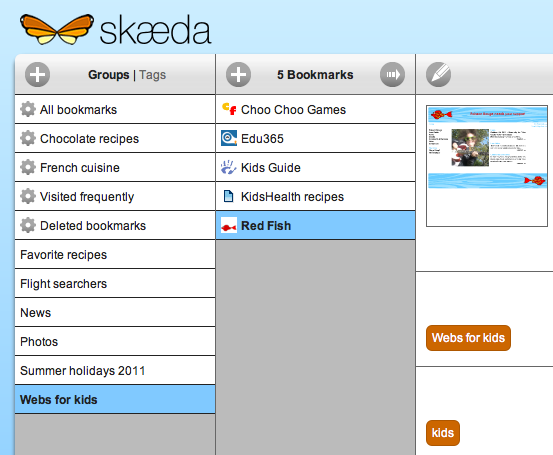 skæda
Groups | Tags
All bookmarks
Chocolate recipes
French cuisine
Visited frequently
Deleted bookmarks
Favorite recipes
Flight searchers
News
Photos
Summer holidays 2011
Webs for kids
5 Bookmarks
Choo Choo Games
Edu365
Kids Guide
KidsHealth recipes
Red Fish
Webs for kids
kids